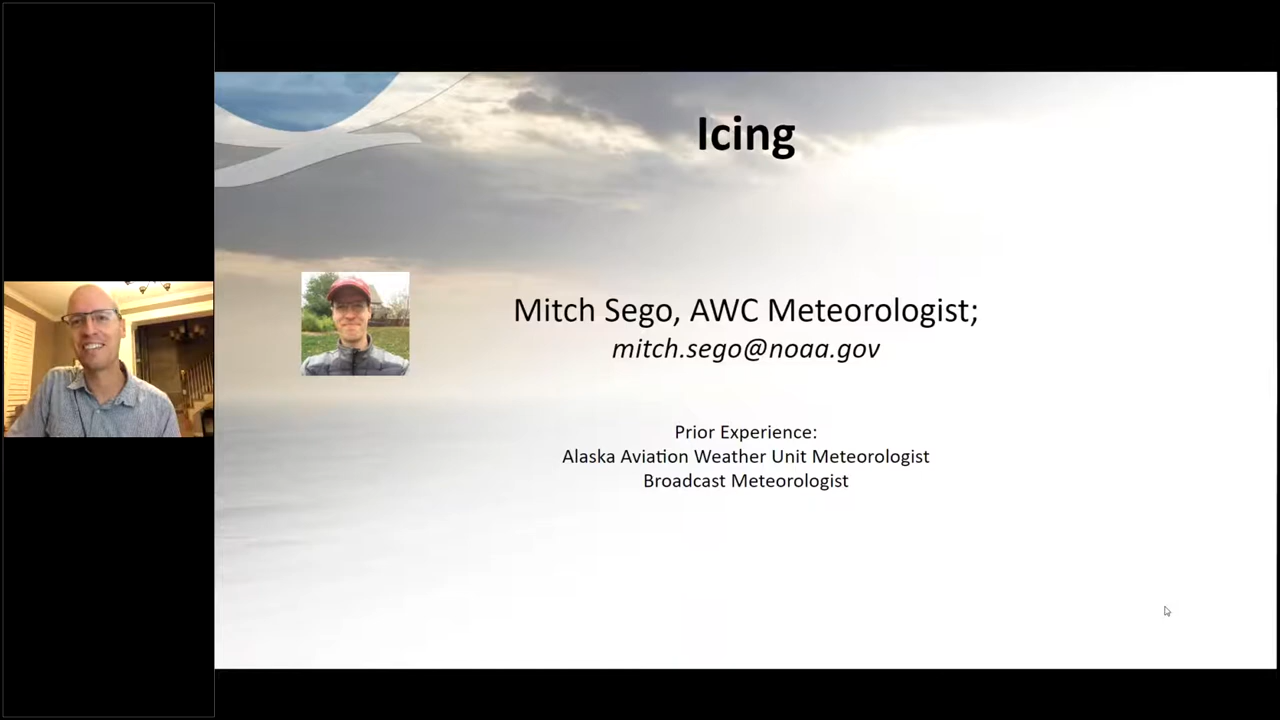 Icing
Mitch Sego, AWC Meteorologist;
mitch.sego@noaa.gov
Prior Experience:
Alaska Aviation Weather Unit Meteorologist
Broadcast Meteorologist